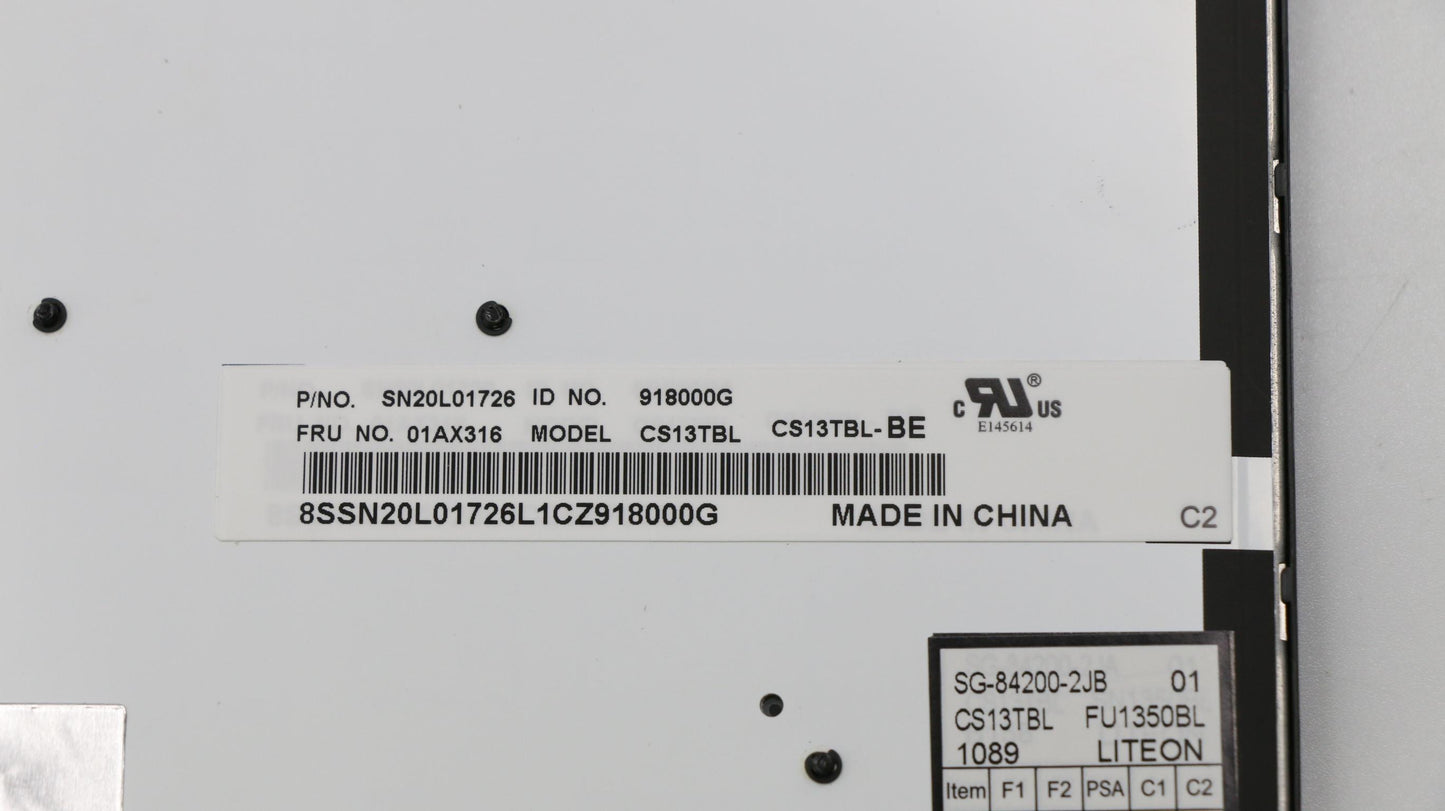 P/NO. SN20L01726 ID NO. 918000G
FRU NO. 01AX316 MODEL CS13TBL CS13TBL-BE
C RU ® US
E145614
8SSN20L01726L1CZ918000G MADE IN CHINA C2
SG-84200-2JB 01
CS13TBL FU1350BL
1089 LITEON
Item F1 F2 PSA C1 C2